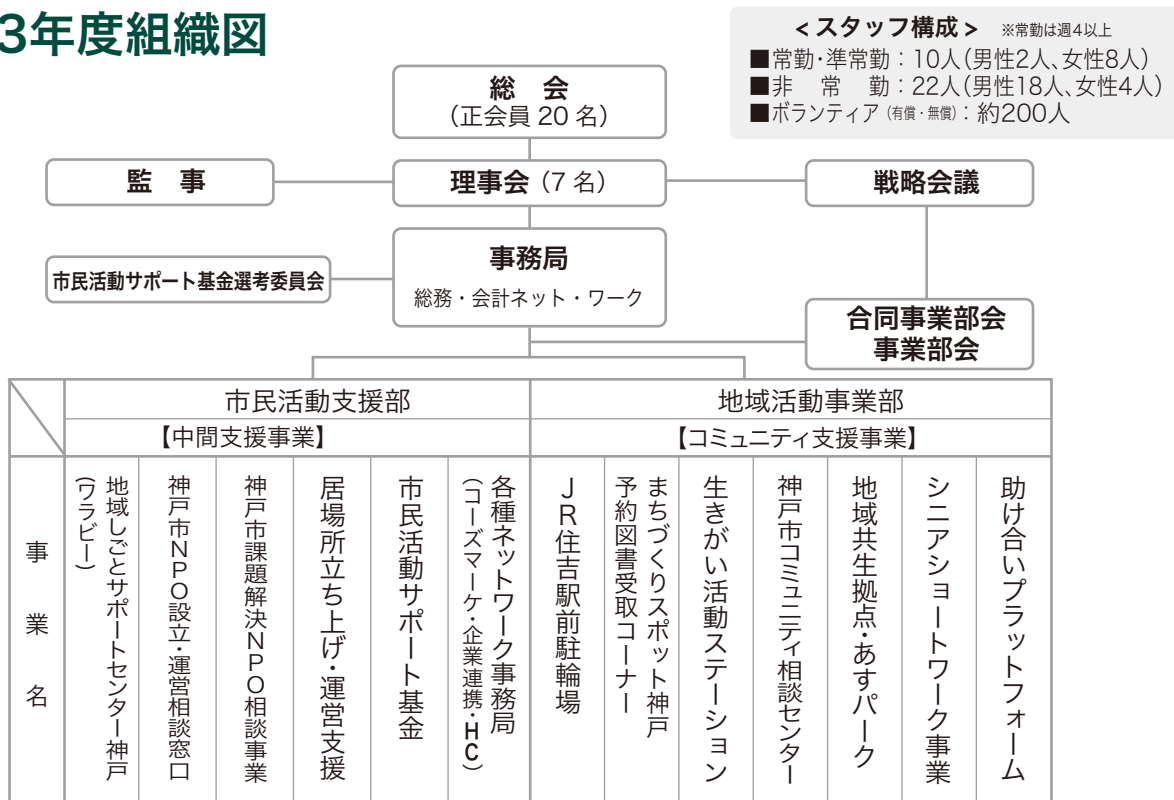 3年度組織図
<スタッフ構成> ※常勤は週4以上
■常勤・準常勤:10人(男性2人、女性8人)
■非 常 勤:22人(男性18人、女性4人)
■ボランティア(有償・無償):約200人
総 会
(正会員 20 名)
監 事
理事会(7 名)
戦略会議
市民活動サポート基金選考委員会
事務局
総務・会計ネット・ワーク
合同事業部会
事業部会
市民活動支援部
地域活動事業部
【中間支援事業】
【コミュニティ支援事業】
事業名
地域しごとサポートセンター神戸
(ワラビー)
神戸市NPO設立・運営相談窓口
神戸市課題解決NPO相談事業
居場所立ち上げ・運営支援
市民活動サポート基金
各種ネットワーク事務局
(コーズマーケ・企業連携・HC)
JR住吉駅前駐輪場
まちづくりスポット神戸
予約図書受取コーナー
生きがい活動ステーション
神戸市コミュニティ相談センター
地域共生拠点・あすパーク
シニアショートワーク事業
助け合いプラットフォーム